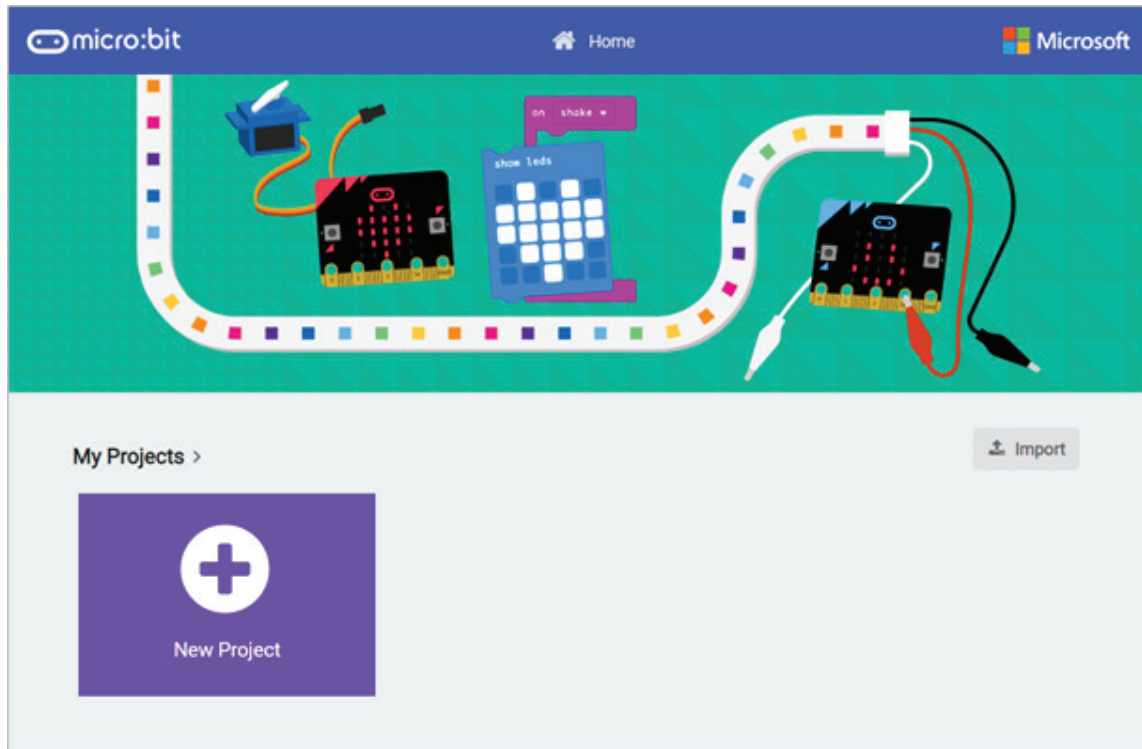 micro:bit
Home
Microsoft
on shake
show leds
My Projects >
Import
New Project